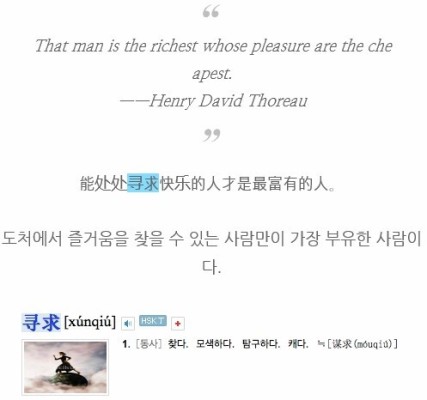 “
That man is the richest whose pleasure are the che
apest.
——Henry David Thoreau
”
能处处寻求快乐的人才是最富有的人。
도처에서 즐거움을 찾을 수 있는 사람만이 가장 부유한 사람이
다.
寻求 [xúnqiú] HSK T
1. [동사] 찾다. 모색하다. 탐구하다. 캐다. ≒[谋求(móuqiú)]